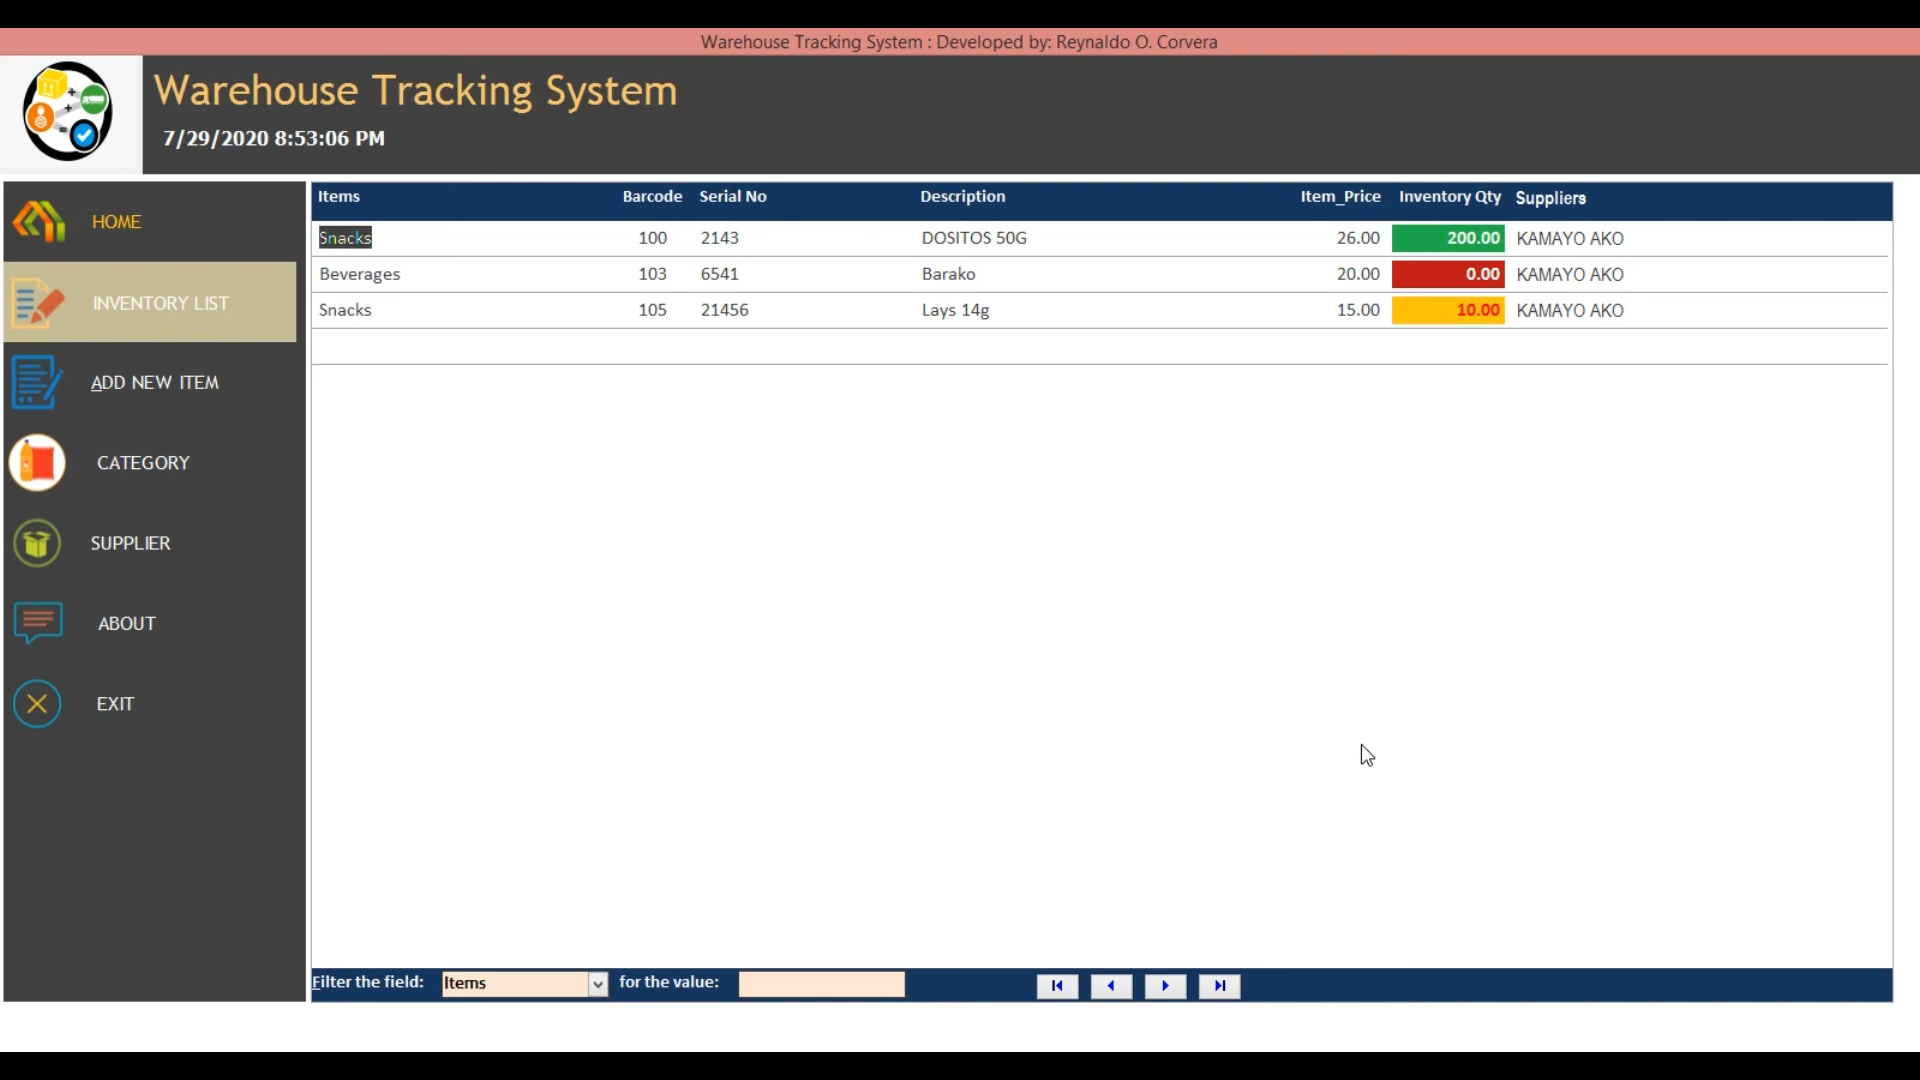 Warehouse Tracking System : Developed by: Reynaldo O. Corvera
Warehouse Tracking System
7/29/2020 8:53:06 PM
HOME
INVENTORY LIST
ADD NEW ITEM
CATEGORY
SUPPLIER
ABOUT
EXIT
Items Barcode Serial No Description Item_Price Inventory Qty Suppliers
Snacks 100 2143 DOSITOS 50G 26.00 200.00 KAMAYO AKO
Beverages 103 6541 Barako 20.00 0.00 KAMAYO AKO
Snacks 105 21456 Lays 14g 15.00 10.00 KAMAYO AKO
Filter the field: Items for the value: